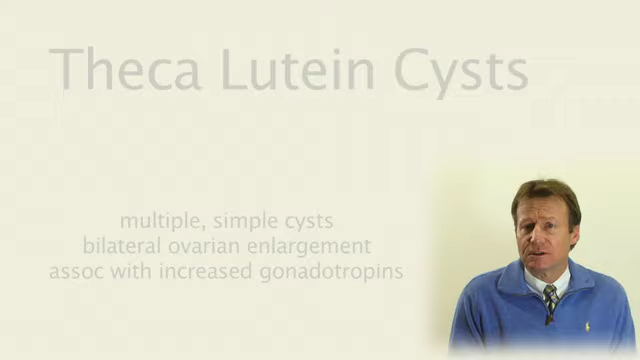 Theca Lutein Cysts
multiple, simple cysts
bilateral ovarian enlargement
assoc with increased gonadotropins